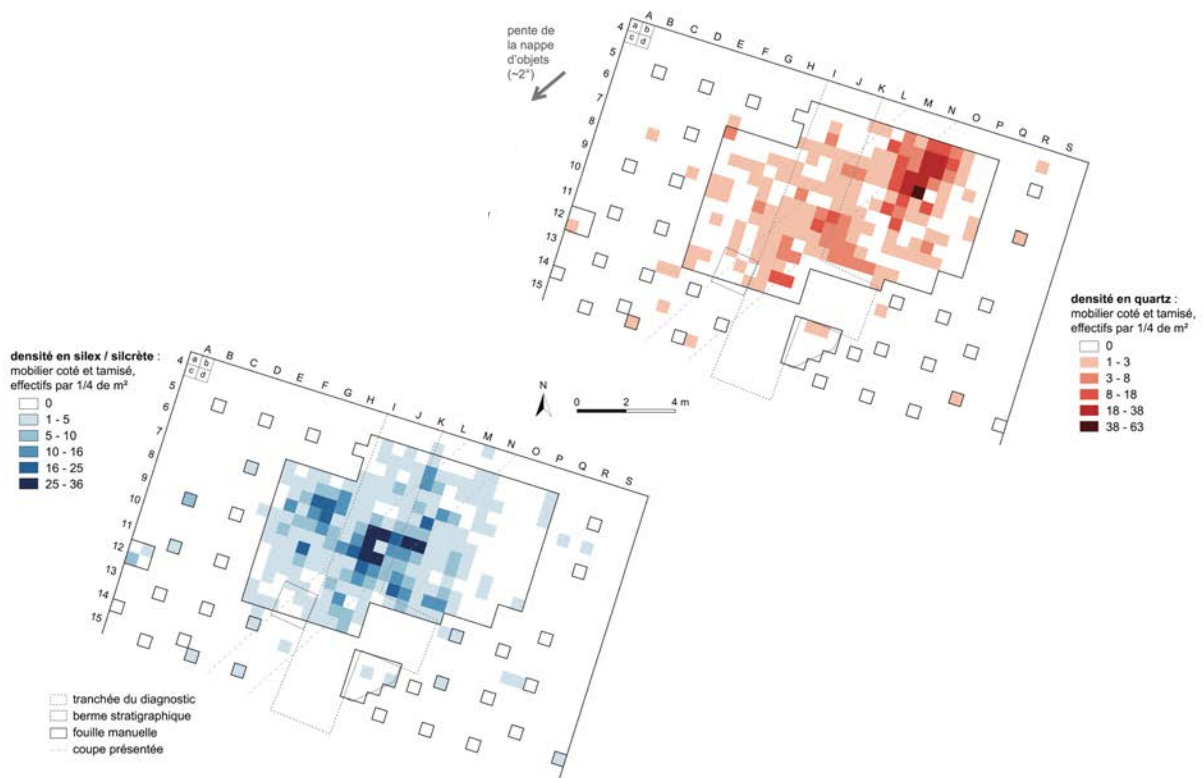 pente de
la nappe
d'objets
(~2°)
A B C D E F G H I J K L M N O P Q R S
a b
c d
4
5
6
7
8
9
10
11
12
13
14
15
densité en quartz :
mobilier coté et tamisé,
effectifs par 1/4 de m²
0
1 - 3
3 - 8
8 - 18
18 - 38
38 - 63
N
0 2 4 m
densité en silex / silcrète :
mobilier coté et tamisé,
effectifs par 1/4 de m²
0
1 - 5
5 - 10
10 - 16
16 - 25
25 - 36
A B C D E F G H I J K L M N O P Q R S
a b
c d
4
5
6
7
8
9
10
11
12
13
14
15
tranchée du diagnostic
berme stratigraphique
fouille manuelle
coupe présentée